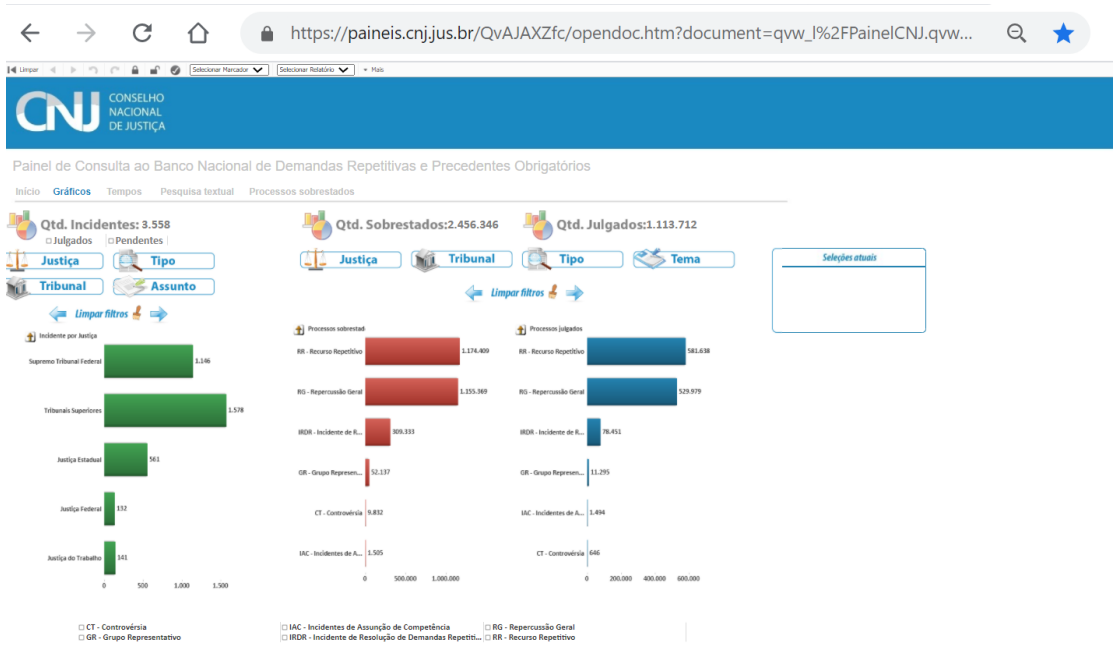 https://paineis.cnj.jus.br/QvAJAXZfc/opendoc.htm?document=qvw_l%2FPainelCNJ.qvw...
Limpar Selecionar Marcador Selecionar Relatório Mais
CNJ CONSELHO
NACIONAL
DE JUSTIÇA
Painel de Consulta ao Banco Nacional de Demandas Repetitivas e Precedentes Obrigatórios
Início Gráficos Tempos Pesquisa textual Processos sobrestados
Qtd. Incidentes: 3.558
Julgados Pendentes
Justiça Tipo
Tribunal Assunto
Limpar filtros
Incidente por Justiça
Supremo Tribunal Federal 1.146
Tribunais Superiores 1.578
Justiça Estadual 561
Justiça Federal 132
Justiça do Trabalho 141
0 500 1.000 1.500
Qtd. Sobrestados:2.456.346 Qtd. Julgados:1.113.712
Justiça Tribunal Tipo Tema
Limpar filtros
Processos sobrestad
RR - Recurso Repetitivo 1.174.409
RG - Repercussão Geral 1.155.369
IRDR - Incidente de R... 309.333
GR - Grupo Represen... 52.137
CT - Controvérsia 9.832
IAC - Incidentes de A... 1.505
0 500.000 1.000.000
Processos julgados
RR - Recurso Repetitivo 581.638
RG - Repercussão Geral 529.979
IRDR - Incidente de R... 78.451
GR - Grupo Represen... 11.295
IAC - Incidentes de A... 1.494
CT - Controvérsia 646
0 200.000 400.000 600.000
Seleções atuais
CT - Controvérsia IAC - Incidentes de Assunção de Competência RG - Repercussão Geral
GR - Grupo Representativo IRDR - Incidente de Resolução de Demandas Repetiti... RR - Recurso Repetitivo